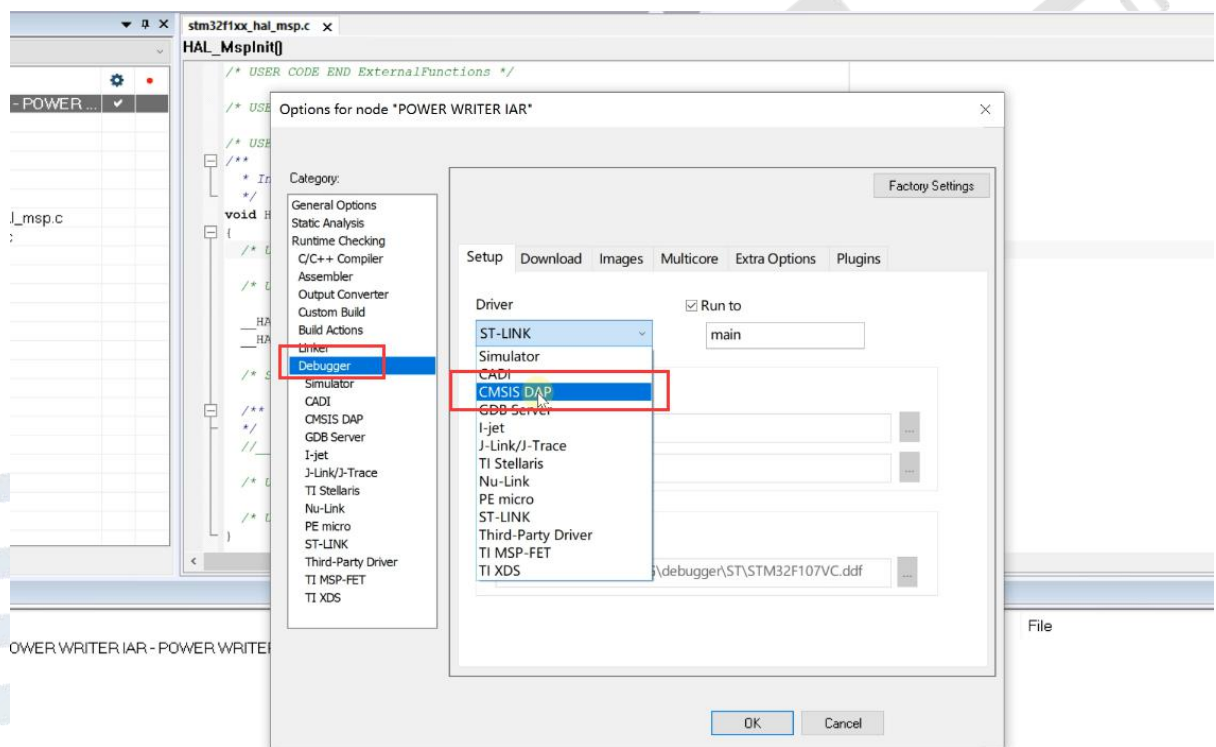 stm32f1xx_hal_msp.c x
HAL_MspInit()
/* USER CODE END ExternalFunctions */
- POWER ...
/* USE
/* USE
/**
* In
*/
void H
{
l_msp.c
/* U
/* U
__HA
__HA
/* S
/**
*/
//__
/* U
/* U
}
Options for node "POWER WRITER IAR"
Category:
General Options
Static Analysis
Runtime Checking
C/C++ Compiler
Assembler
Output Converter
Custom Build
Build Actions
Linker
Debugger
Simulator
CADI
CMSIS DAP
GDB Server
I-jet
J-Link/J-Trace
TI Stellaris
Nu-Link
PE micro
ST-LINK
Third-Party Driver
TI MSP-FET
TI XDS
Factory Settings
Setup Download Images Multicore Extra Options Plugins
Driver
Run to
ST-LINK
main
Simulator
CADI
CMSIS DAP
GDB Server
I-jet
J-Link/J-Trace
TI Stellaris
Nu-Link
PE micro
ST-LINK
Third-Party Driver
TI MSP-FET
TI XDS
\debugger\ST\STM32F107VC.ddf
...
...
...
OK Cancel
File
OWER WRITER IAR - POWER WRITE